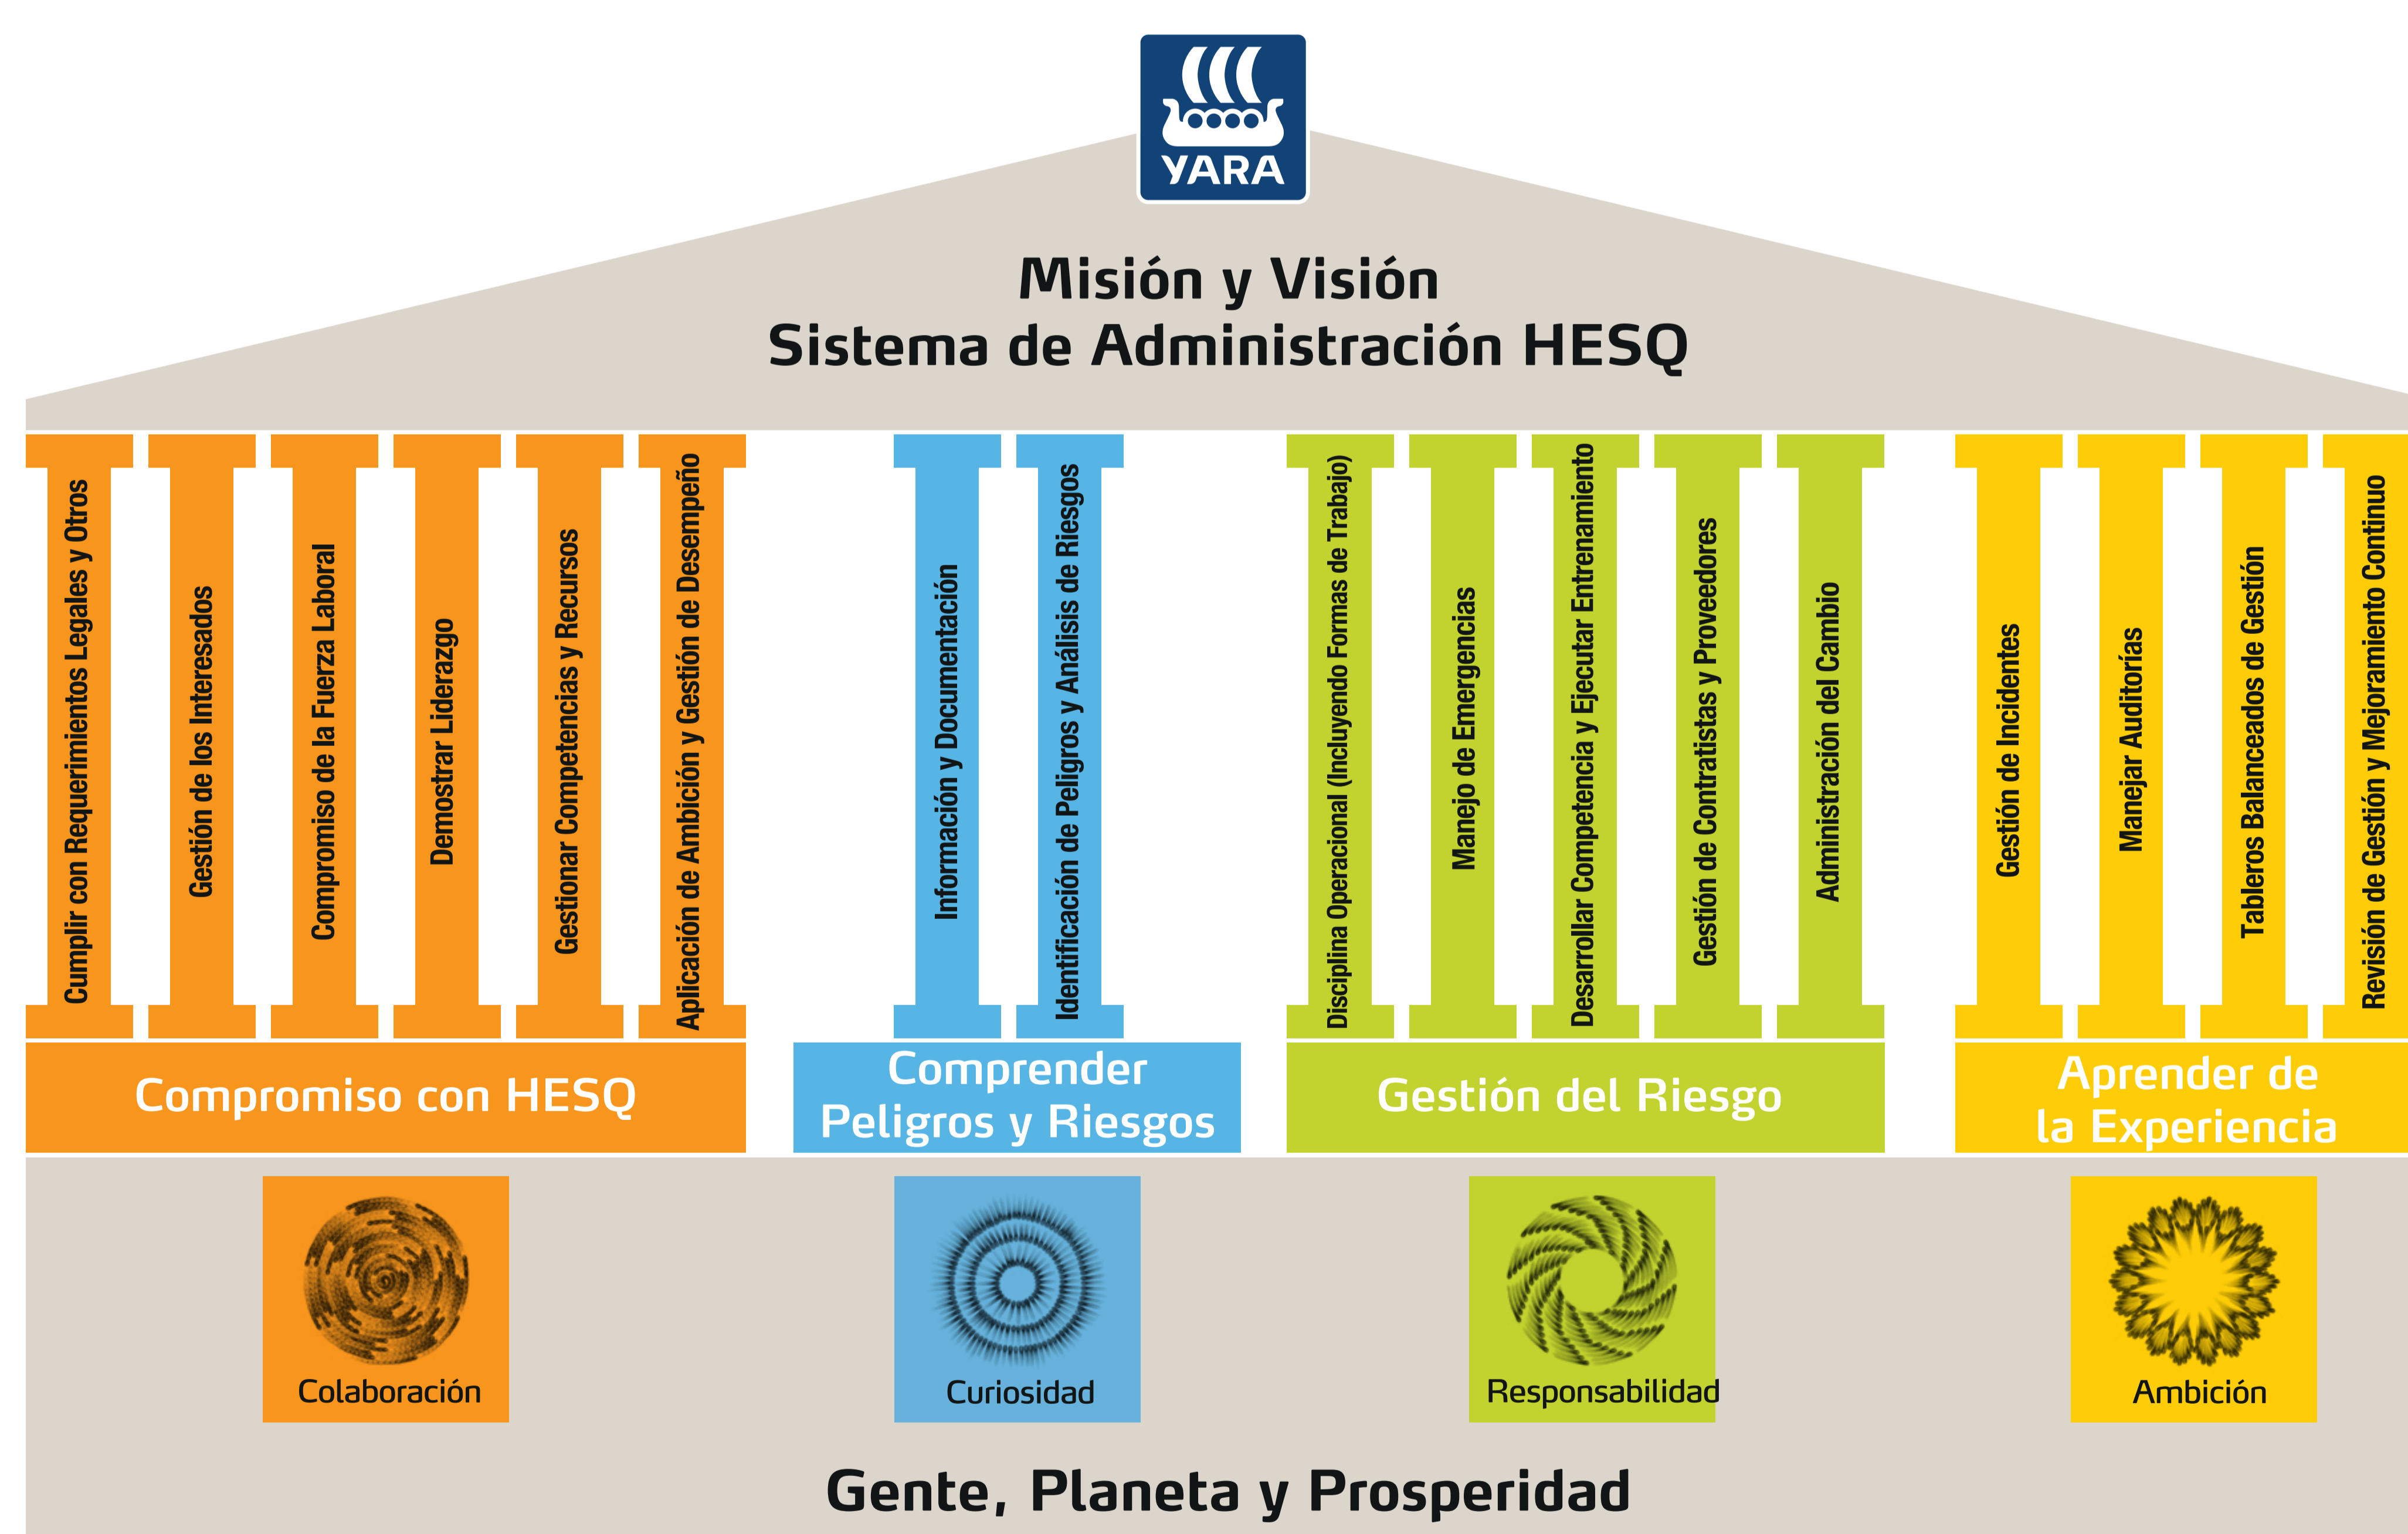 YARA
Misión y Visión
Sistema de Administración HESQ
Cumplir con Requerimientos Legales y Otros
Gestión de los Interesados
Compromiso de la Fuerza Laboral
Demostrar Liderazgo
Gestionar Competencias y Recursos
Aplicación de Ambición y Gestión de Desempeño
Información y Documentación
Identificación de Peligros y Análisis de Riesgos
Disciplina Operacional (Incluyendo Formas de Trabajo)
Manejo de Emergencias
Desarrollar Competencia y Ejecutar Entrenamiento
Gestión de Contratistas y Proveedores
Administración del Cambio
Gestión de Incidentes
Manejar Auditorías
Tableros Balanceados de Gestión
Revisión de Gestión y Mejoramiento Continuo
Compromiso con HESQ
Comprender
Peligros y Riesgos
Gestión del Riesgo
Aprender de
la Experiencia
Colaboración
Curiosidad
Responsabilidad
Ambición
Gente, Planeta y Prosperidad